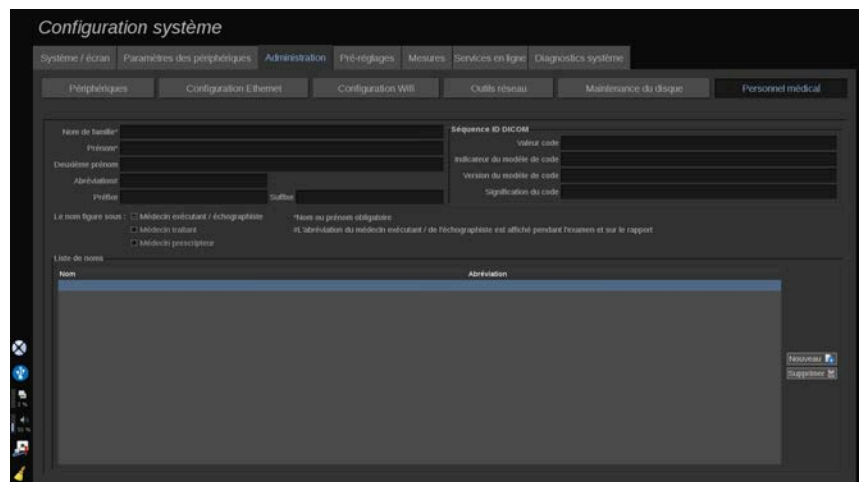 Configuration système
Système / écran Paramètres des périphériques Administration Pré-réglages Mesures Services en ligne Diagnostics système
Périphériques Configuration Ethernet Configuration Wifi Outils réseau Maintenance du disque Personnel médical
Nom de famille*
Prénom*
Deuxième prénom
Abréviation#
Préfixe Suffixe
Séquence ID DICOM
Valeur code
Indicateur du modèle de code
Version du modèle de code
Signification du code
Le nom figure sous : Médecin exécutant / échographiste
Médecin traitant
Médecin prescripteur
*Nom ou prénom obligatoire
#L'abréviation du médecin exécutant / de l'échographiste est affiché pendant l'examen et sur le rapport
Liste de noms
Nom Abréviation
Nouveau
Supprimer